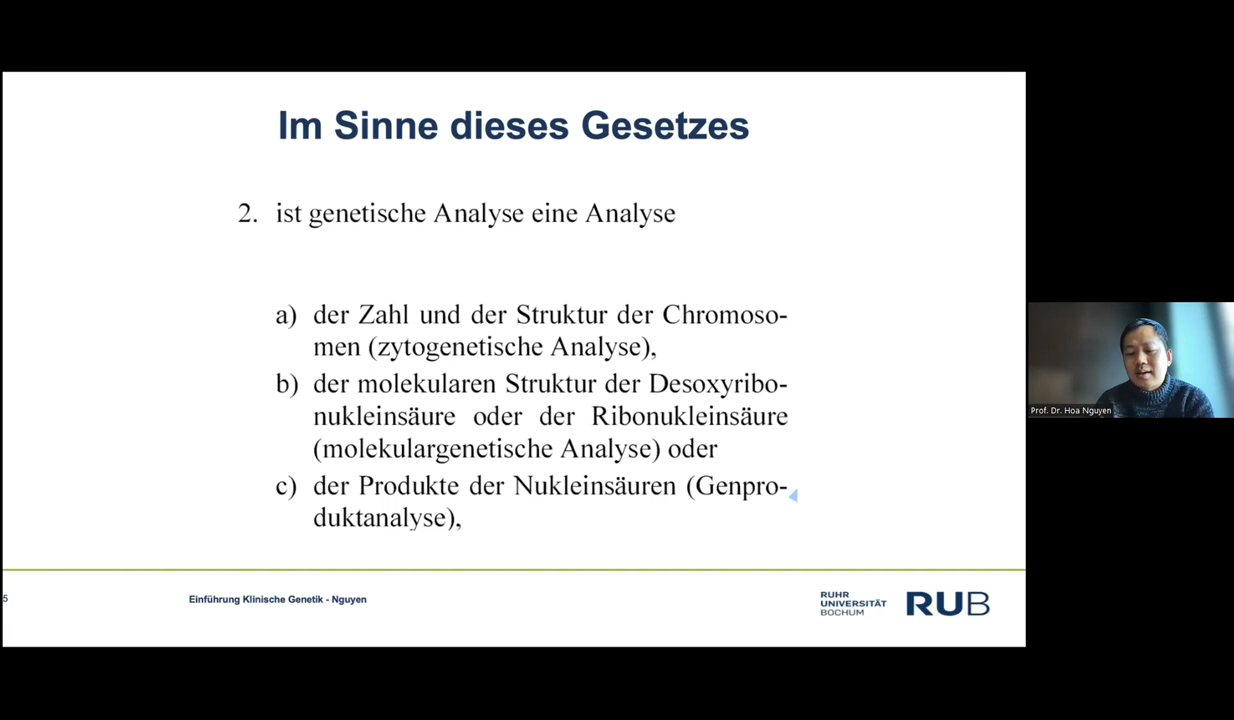 Im Sinne dieses Gesetzes
2. ist genetische Analyse eine Analyse
a) der Zahl und der Struktur der Chromoso-
men (zytogenetische Analyse),
b) der molekularen Struktur der Desoxyribo-
nukleinsäure oder der Ribonukleinsäure
(molekulargenetische Analyse) oder
c) der Produkte der Nukleinsäuren (Genpro-
duktanalyse),
5
Einführung Klinische Genetik - Nguyen
RUHR
UNIVERSITÄT
BOCHUM
RUB
Prof. Dr. Hoa Nguyen